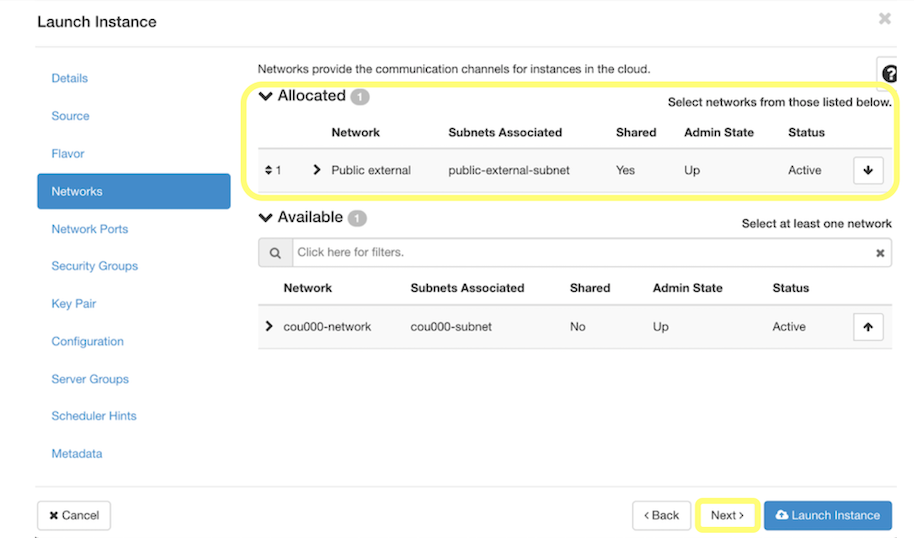 Launch Instance
Details
Source
Flavor
Networks
Network Ports
Security Groups
Key Pair
Configuration
Server Groups
Scheduler Hints
Metadata
Networks provide the communication channels for instances in the cloud.
Allocated 1
Select networks from those listed below.
Network Subnets Associated Shared Admin State Status
1 Public external public-external-subnet Yes Up Active
Available 1
Select at least one network
Click here for filters.
Network Subnets Associated Shared Admin State Status
cou000-network cou000-subnet No Up Active
Cancel
< Back Next > Launch Instance